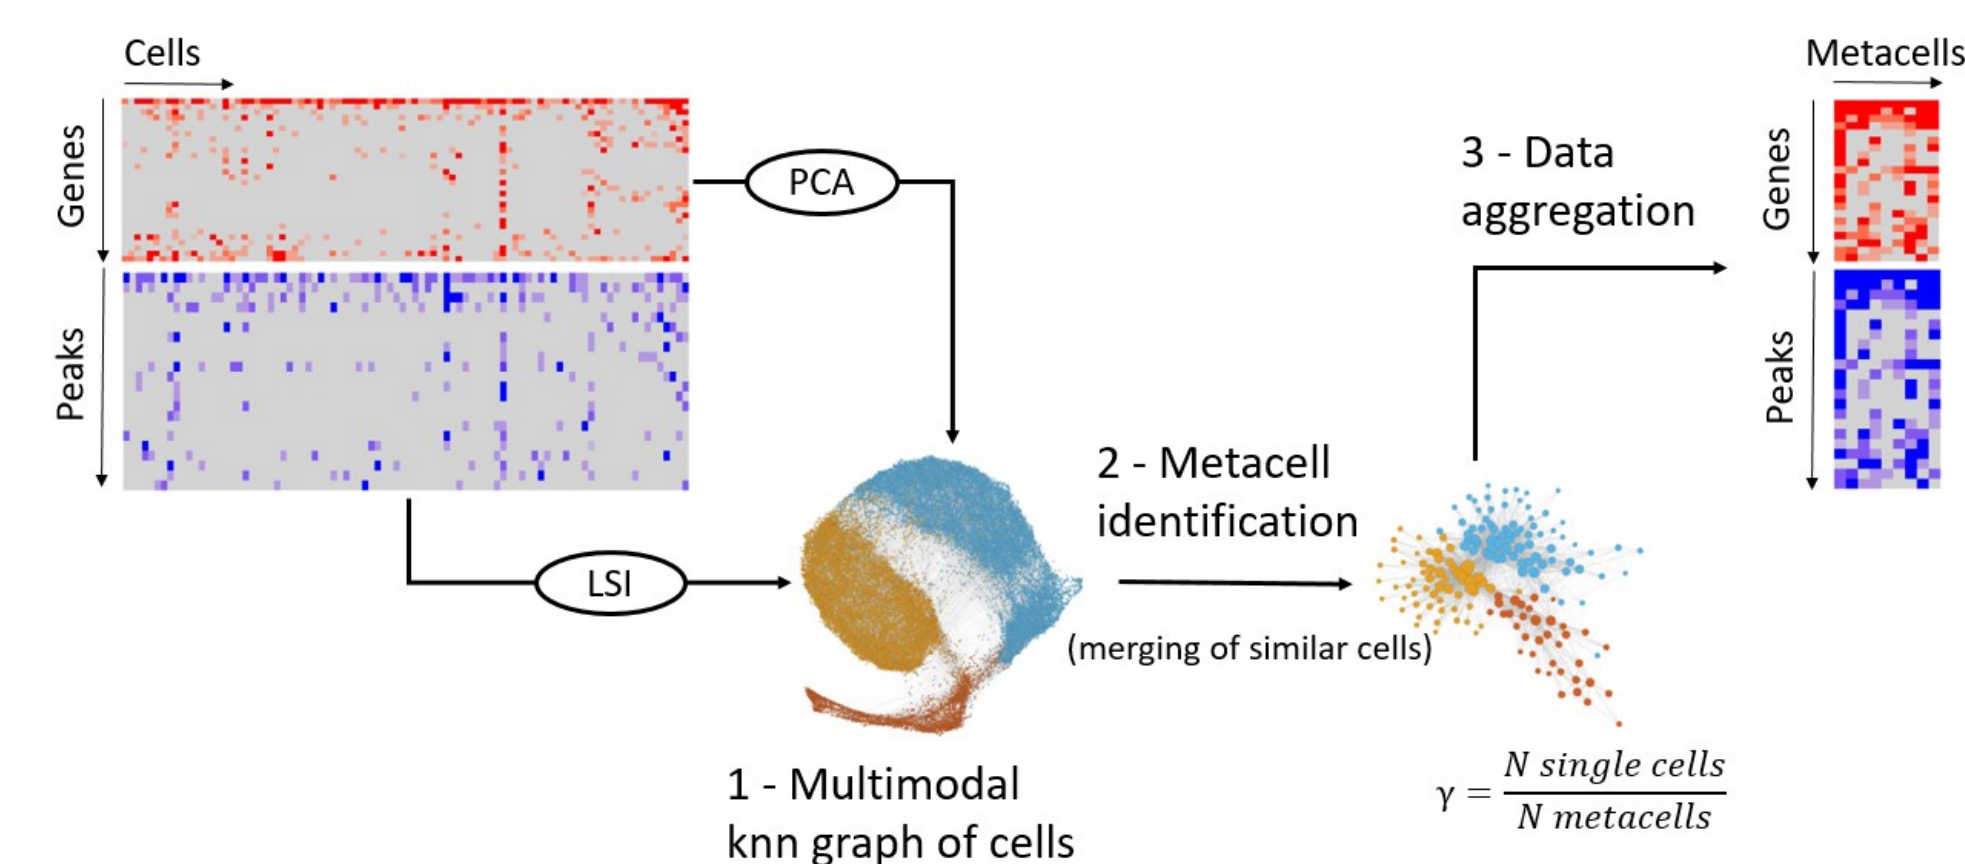 Cells
Genes
Peaks
PCA
LSI
1 - Multimodal
knn graph of cells
2 - Metacell
identification
(merging of similar cells)
γ = N single cells / N metacells
3 - Data
aggregation
Metacells
Genes
Peaks